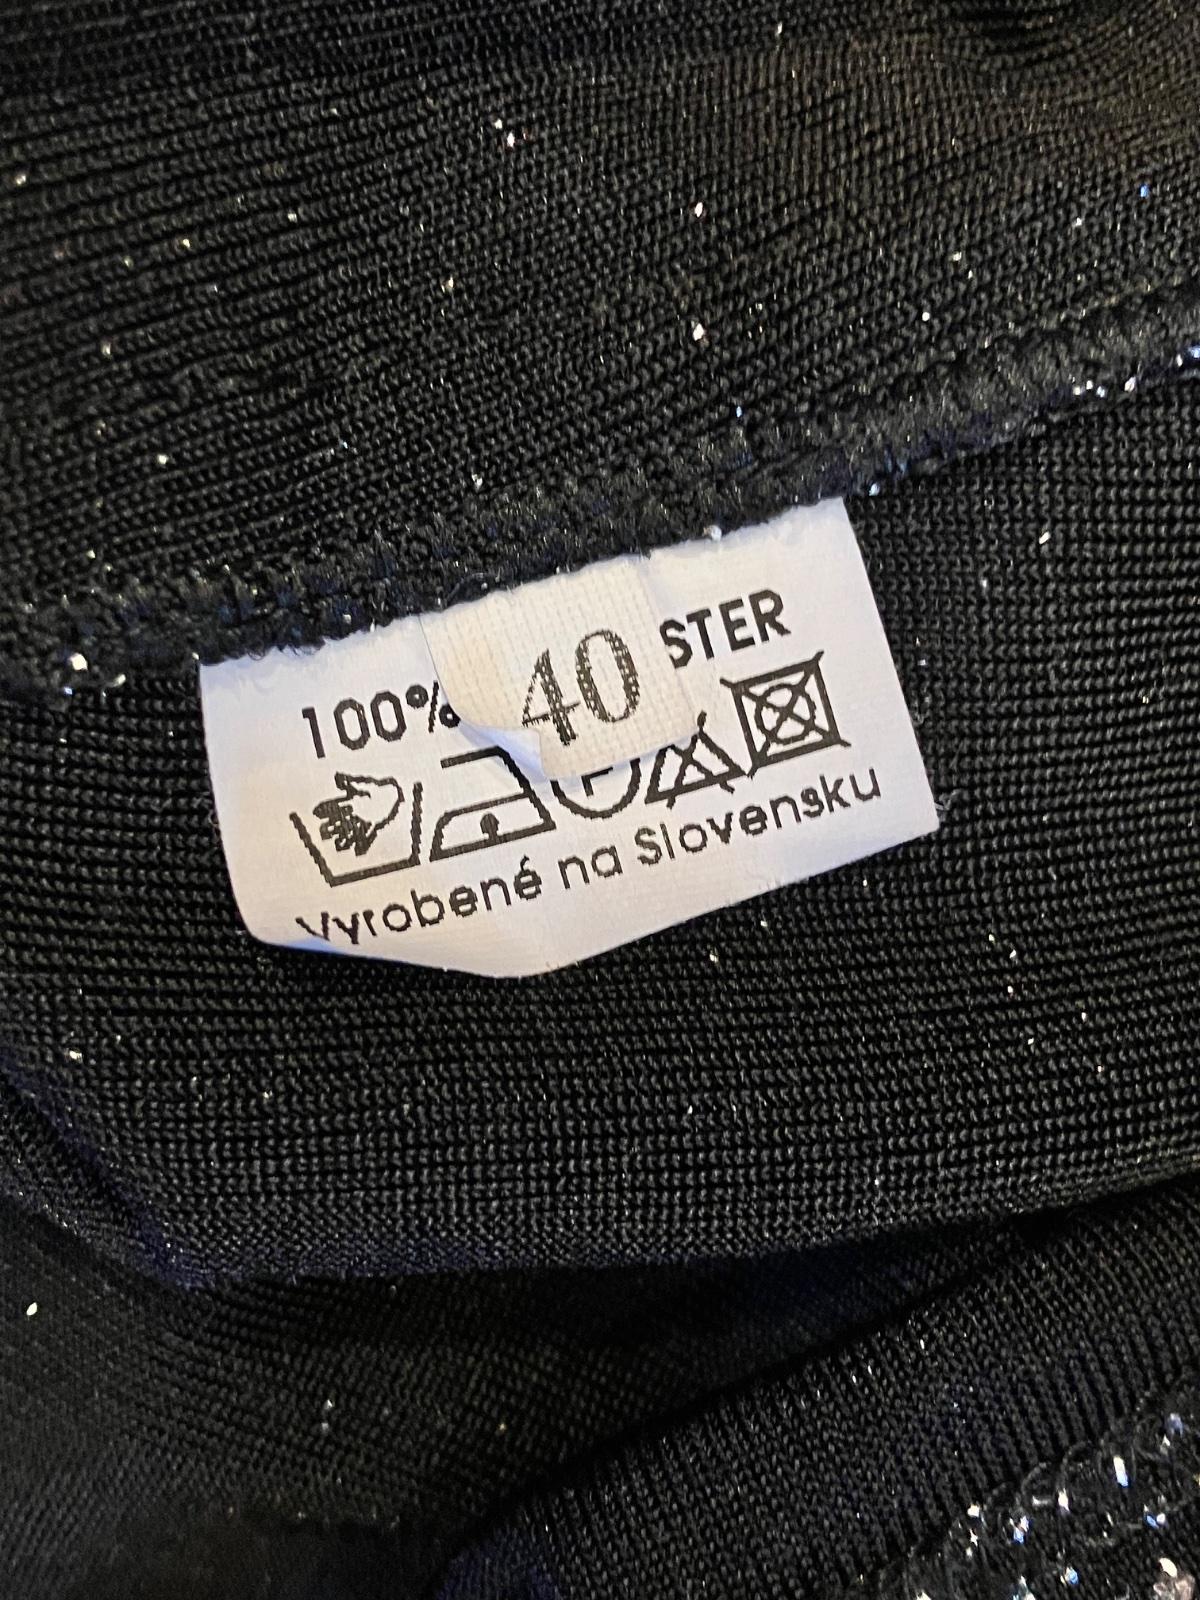 100% STER
40
P
Vyrobené na Slovensku